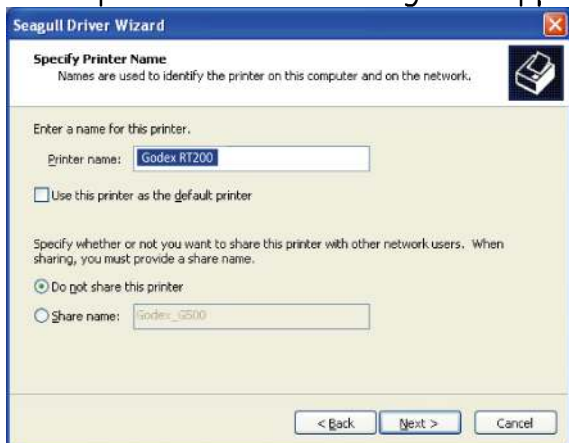 Seagull Driver Wizard
Specify Printer Name
Names are used to identify the printer on this computer and on the network.
Enter a name for this printer.
Printer name: Godex RT200
Use this printer as the default printer
Specify whether or not you want to share this printer with other network users. When
sharing, you must provide a share name.
Do not share this printer
Share name: Godex_G500
< Back Next > Cancel